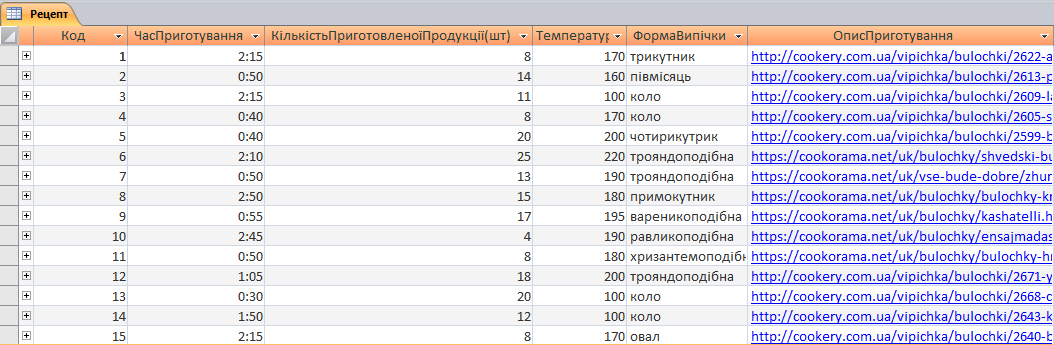 Рецепт
Код ЧасПриготування КількістьПриготовленоїПродукції(шт) Температур ФормаВипічки ОписПриготування
1 2:15 8 170 трикутник http://cookery.com.ua/vipichka/bulochki/2622-a
2 0:50 14 160 півмісяць http://cookery.com.ua/vipichka/bulochki/2613-p
3 2:15 11 100 коло http://cookery.com.ua/vipichka/bulochki/2609-la
4 0:40 8 170 коло http://cookery.com.ua/vipichka/bulochki/2605-s
5 0:40 20 200 чотирикутрик http://cookery.com.ua/vipichka/bulochki/2599-b
6 2:10 25 220 трояндоподібна https://cookorama.net/uk/bulochky/shvedski-bu
7 0:50 13 190 трояндоподібна https://cookorama.net/uk/vse-bude-dobre/zhur
8 2:50 15 180 примокутник https://cookorama.net/uk/bulochky/bulochky-kr
9 0:55 17 195 вареникоподібна https://cookorama.net/uk/bulochky/kashatelli.h
10 2:45 4 190 равликоподібна https://cookorama.net/uk/bulochky/ensajmadas
11 0:50 8 180 хризантемоподібн https://cookorama.net/uk/bulochky/bulochky-hr
12 1:05 18 200 трояндоподібна http://cookery.com.ua/vipichka/bulochki/2671-y
13 0:30 20 100 коло http://cookery.com.ua/vipichka/bulochki/2668-c
14 1:50 12 100 коло http://cookery.com.ua/vipichka/bulochki/2643-k
15 2:15 8 170 овал http://cookery.com.ua/vipichka/bulochki/2640-b